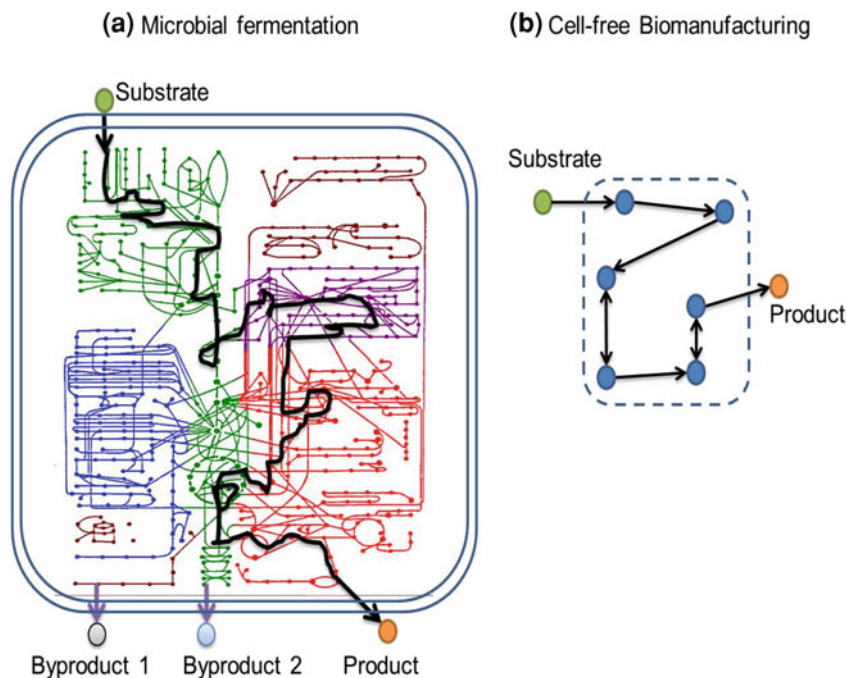 (a) Microbial fermentation
Substrate
Byproduct 1
Byproduct 2
Product
(b) Cell-free Biomanufacturing
Substrate
Product